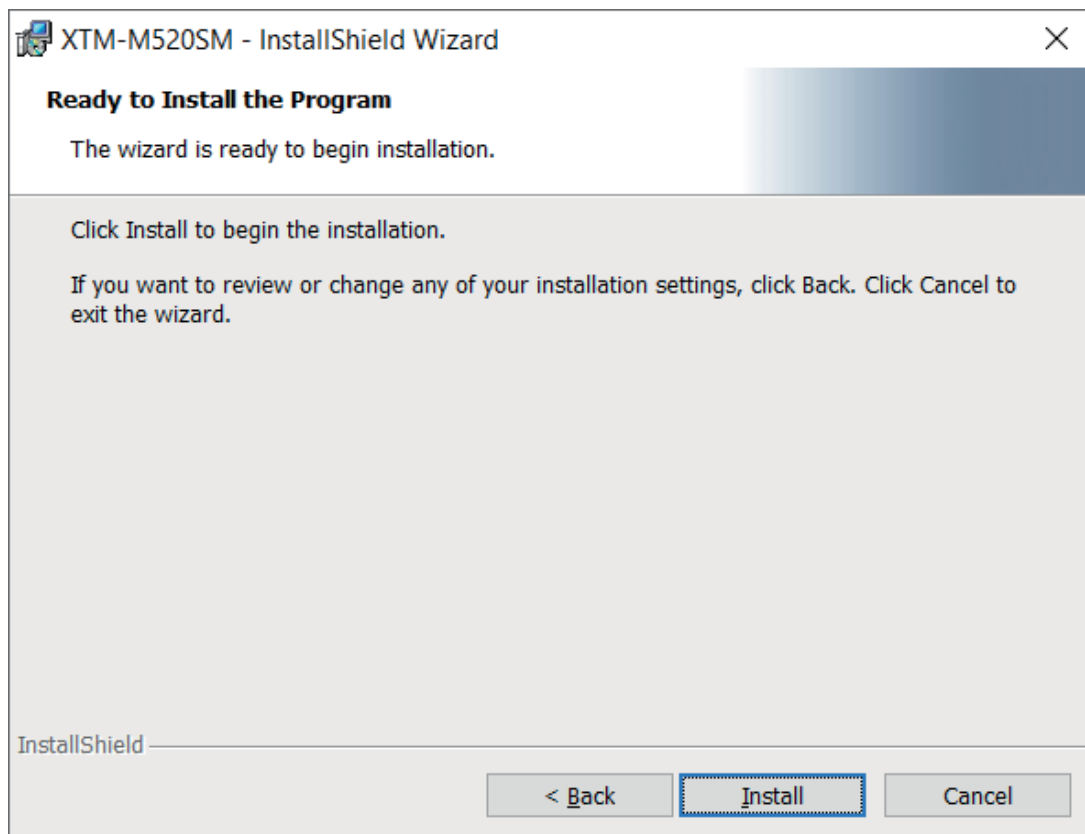 XTM-M520SM - InstallShield Wizard
Ready to Install the Program
The wizard is ready to begin installation.
Click Install to begin the installation.
If you want to review or change any of your installation settings, click Back. Click Cancel to
exit the wizard.
InstallShield
< Back Install Cancel